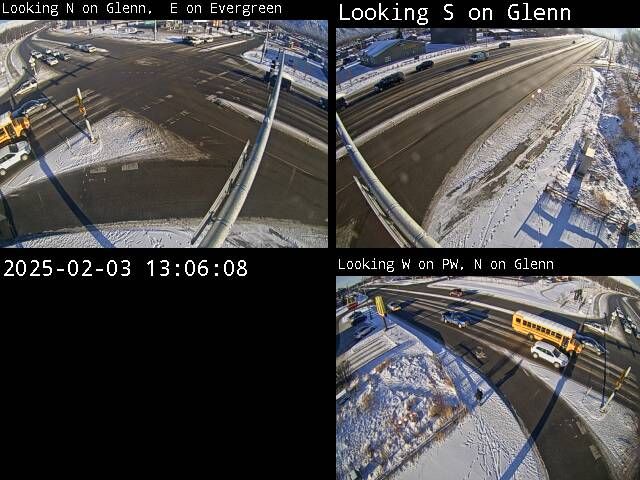 Looking N on Glenn,  E on Evergreen
Looking S on Glenn
2025-02-03 13:06:08
Looking W on PW, N on Glenn